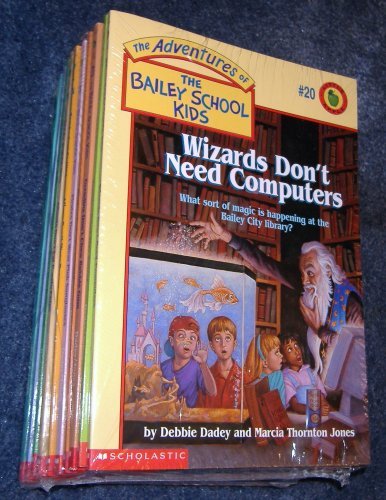 The Adventures of
THE
BAILEY SCHOOL
KIDS
#20
Wizards Don't
Need Computers
What sort of magic is happening at the
Bailey City library?
by Debbie Dadey and Marcia Thornton Jones
SCHOLASTIC